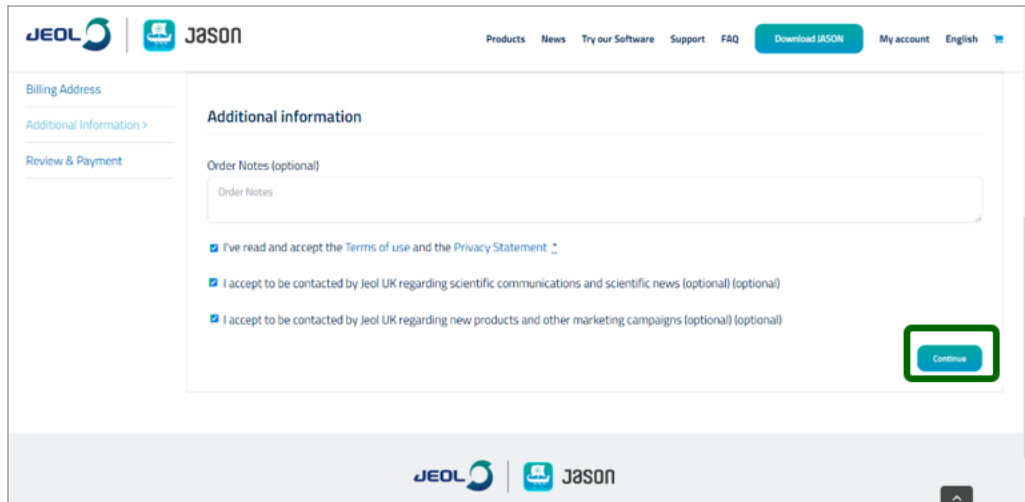 JEOL JASON Products News Try our Software Support FAQ Download JASON My account English
Billing Address
Additional Information >
Review & Payment
Additional information
Order Notes (optional)
Order Notes
I've read and accept the Terms of use and the Privacy Statement *
I accept to be contacted by Jeol UK regarding scientific communications and scientific news (optional) (optional)
I accept to be contacted by Jeol UK regarding new products and other marketing campaigns (optional) (optional)
Continue
JEOL JASON